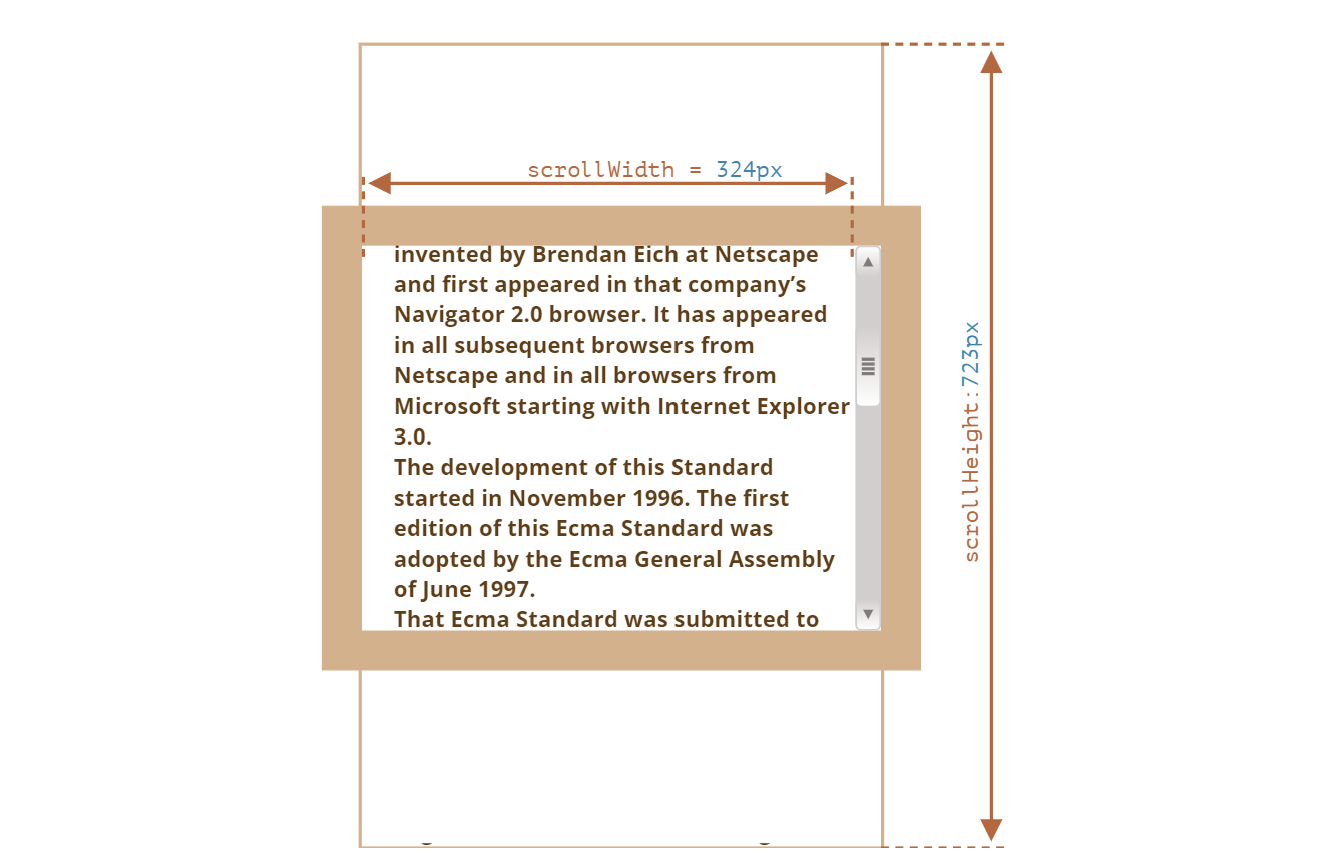 scrollWidth = 324px
invented by Brendan Eich at Netscape
and first appeared in that company’s
Navigator 2.0 browser. It has appeared
in all subsequent browsers from
Netscape and in all browsers from
Microsoft starting with Internet Explorer
3.0.
The development of this Standard
started in November 1996. The first
edition of this Ecma Standard was
adopted by the Ecma General Assembly
of June 1997.
That Ecma Standard was submitted to
scrollHeight:723px